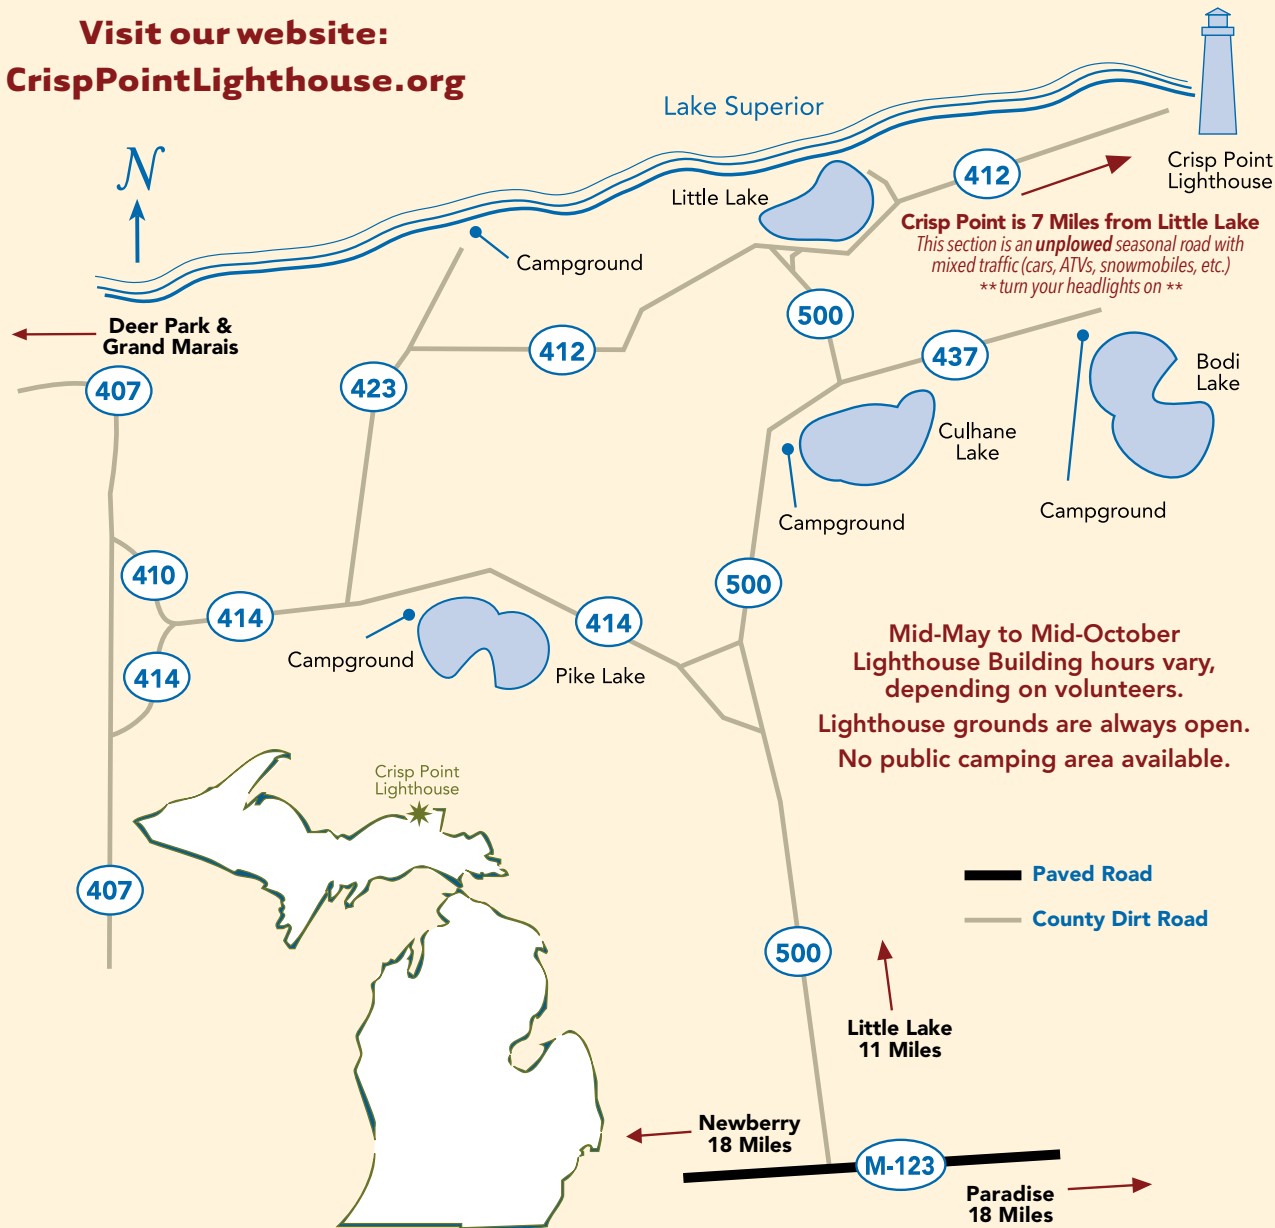 Visit our website:
CrispPointLighthouse.org
N
Lake Superior
Crisp Point
Lighthouse
412
Little Lake
Crisp Point is 7 Miles from Little Lake
This section is an unplowed seasonal road with
mixed traffic (cars, ATVs, snowmobiles, etc.)
** turn your headlights on **
Campground
Deer Park &
Grand Marais
500
412
437
407
423
Bodi
Lake
Culhane
Lake
Campground
Campground
410
500
414
414
Campground
Pike Lake
414
Mid-May to Mid-October
Lighthouse Building hours vary,
depending on volunteers.
Lighthouse grounds are always open.
No public camping area available.
Crisp Point
Lighthouse
407
Paved Road
County Dirt Road
500
Little Lake
11 Miles
Newberry
18 Miles
M-123
Paradise
18 Miles